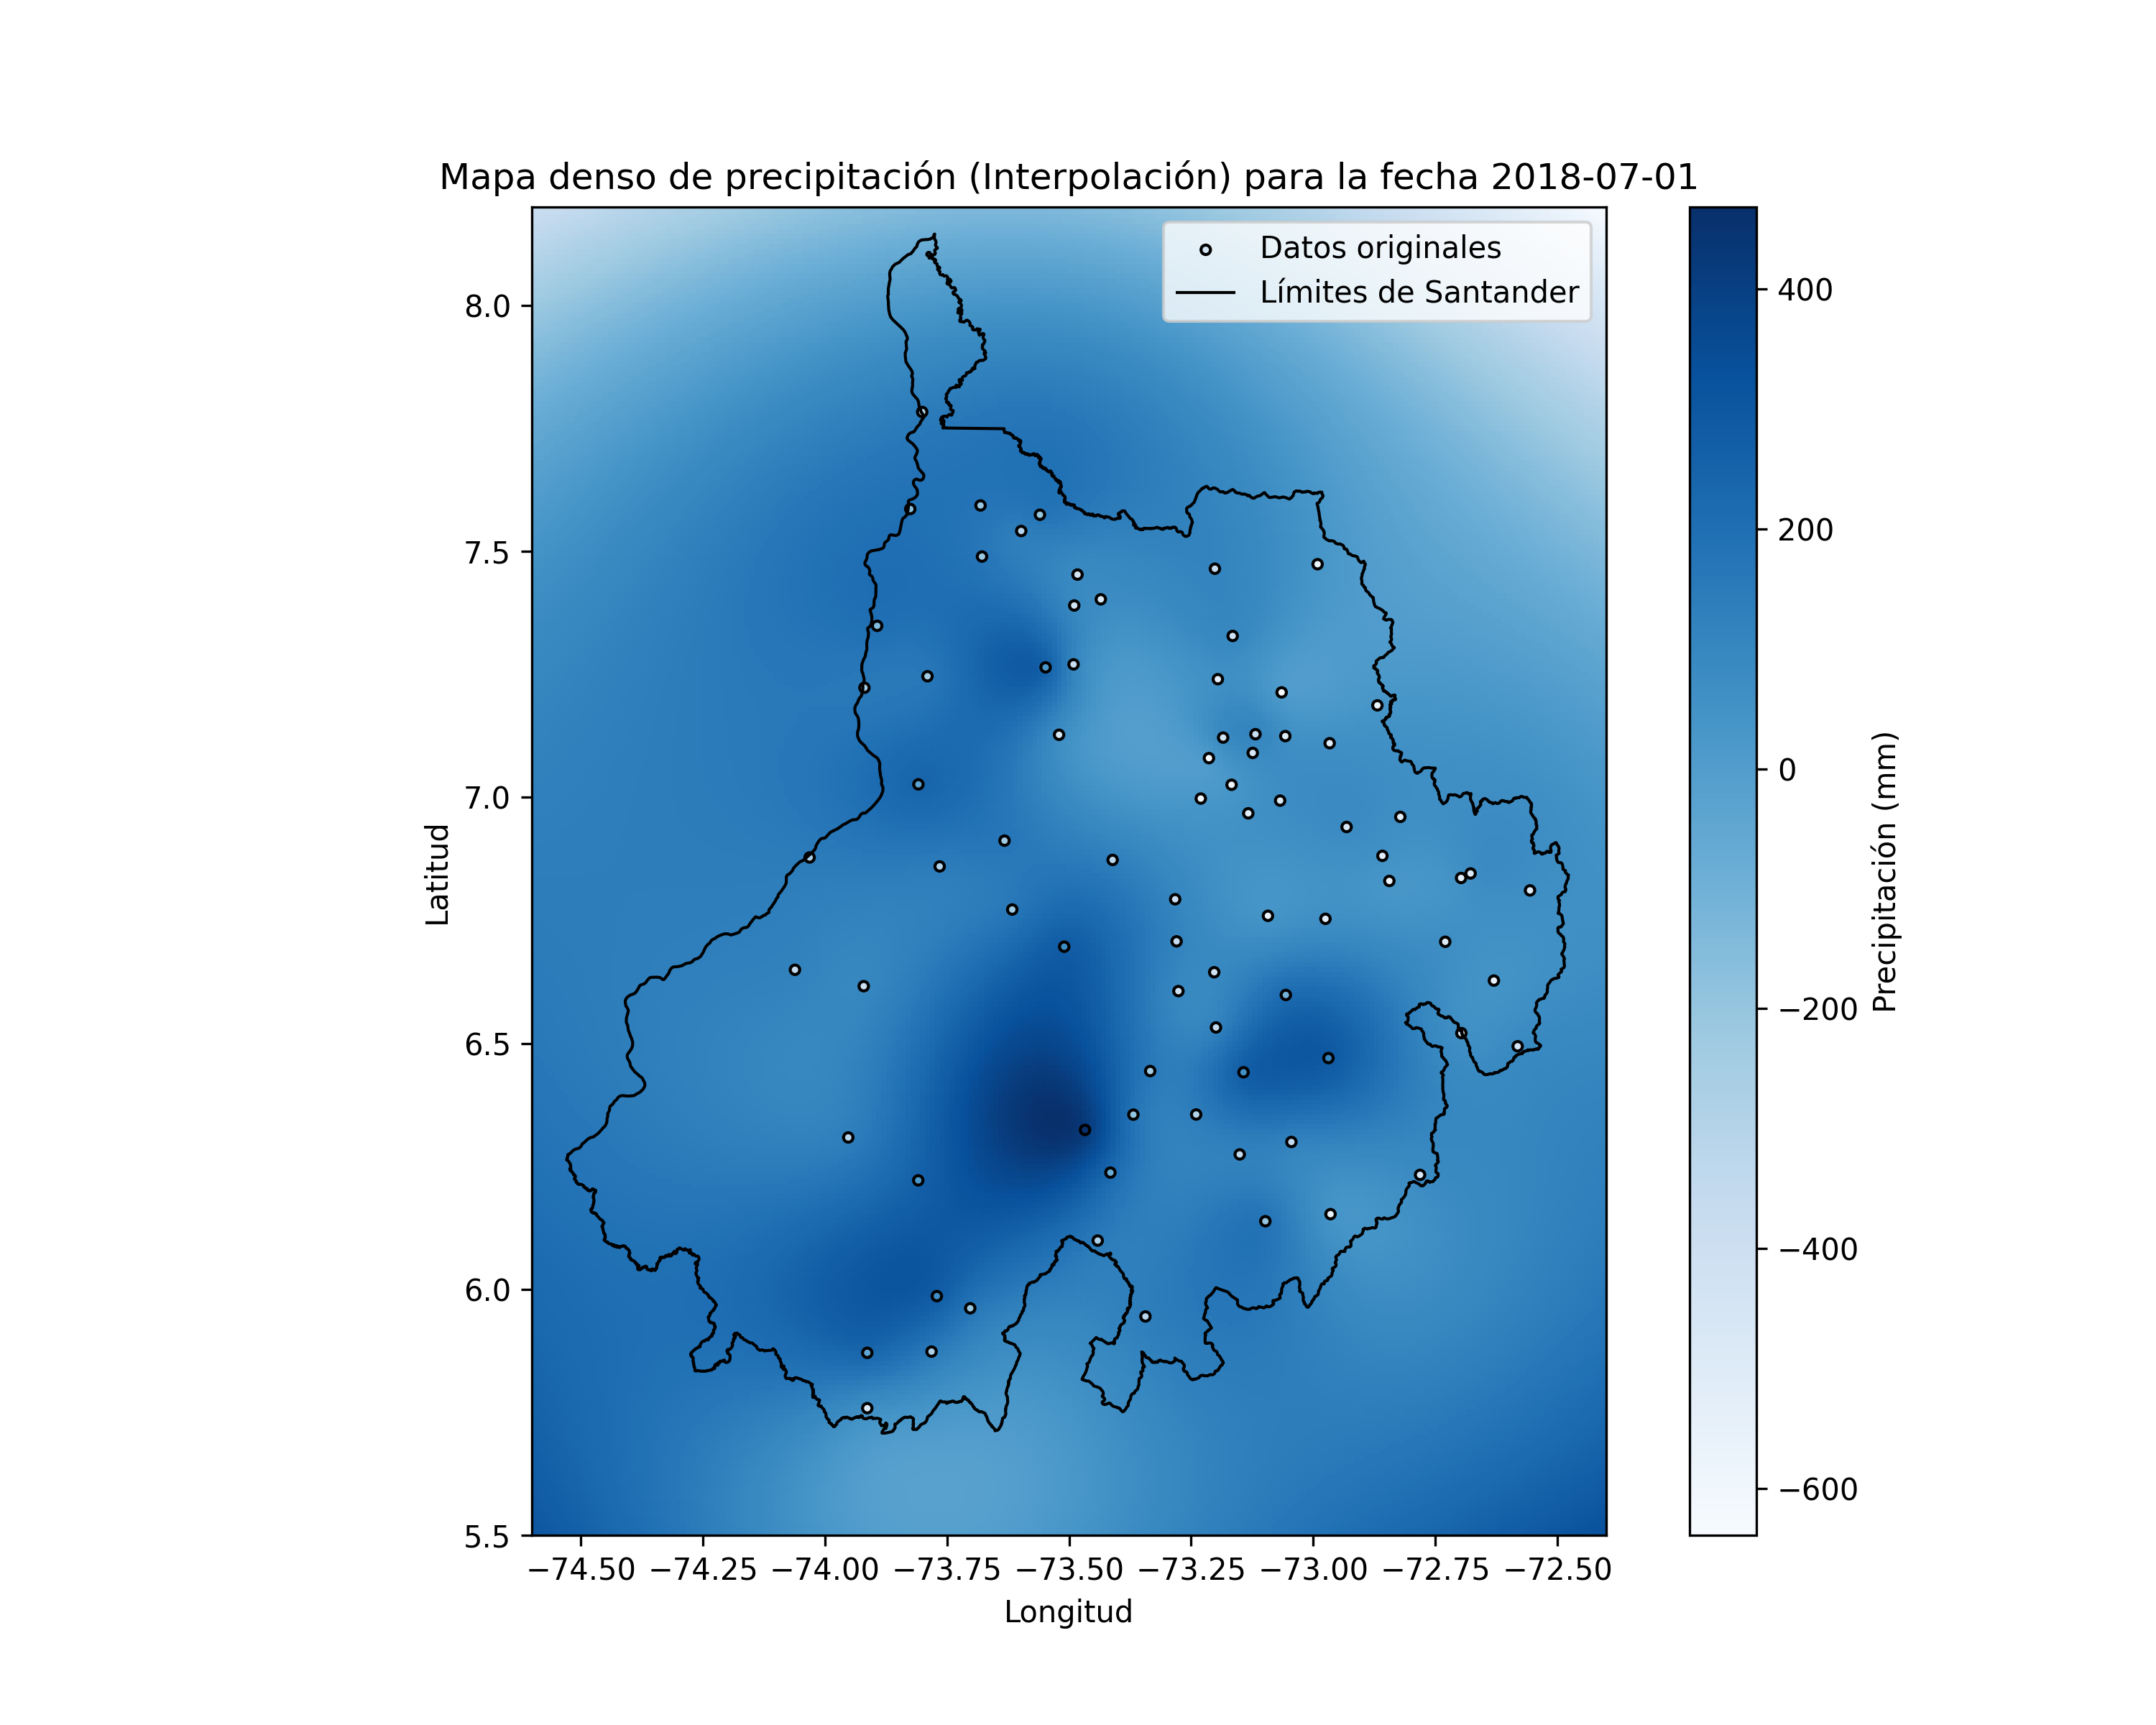 Mapa denso de precipitación (Interpolación) para la fecha 2018-07-01
Datos originales
Límites de Santander
8.0
7.5
7.0
6.5
6.0
5.5
Latitud
−74.50 −74.25 −74.00 −73.75 −73.50 −73.25 −73.00 −72.75 −72.50
Longitud
400
200
0
−200
−400
−600
Precipitación (mm)